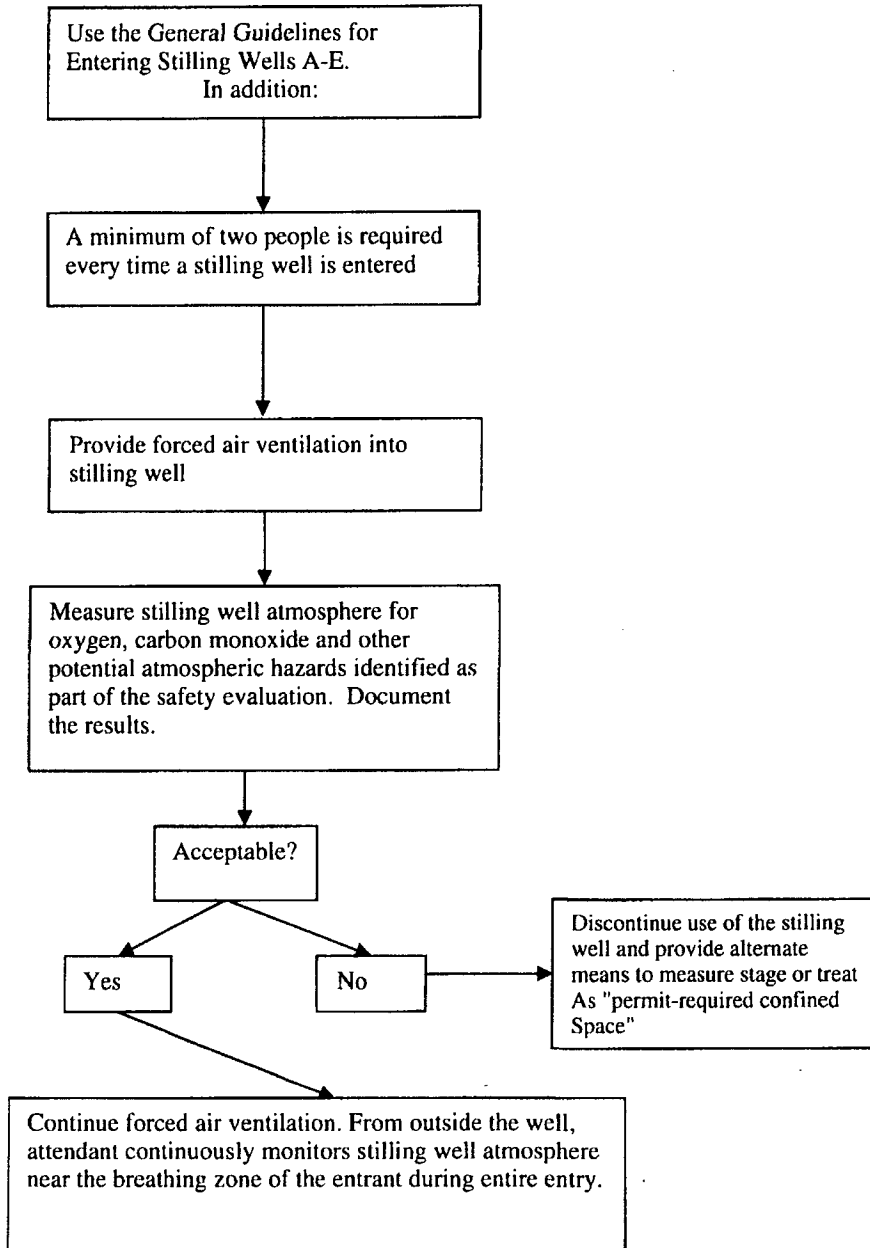 Use the General Guidelines for
Entering Stilling Wells A-E.
In addition:
A minimum of two people is required
every time a stilling well is entered
Provide forced air ventilation into
stilling well
Measure stilling well atmosphere for
oxygen, carbon monoxide and other
potential atmospheric hazards identified as
part of the safety evaluation. Document
the results.
Acceptable?
Yes
No
Discontinue use of the stilling
well and provide alternate
means to measure stage or treat
As "permit-required confined
Space"
Continue forced air ventilation. From outside the well,
attendant continuously monitors stilling well atmosphere
near the breathing zone of the entrant during entire entry.